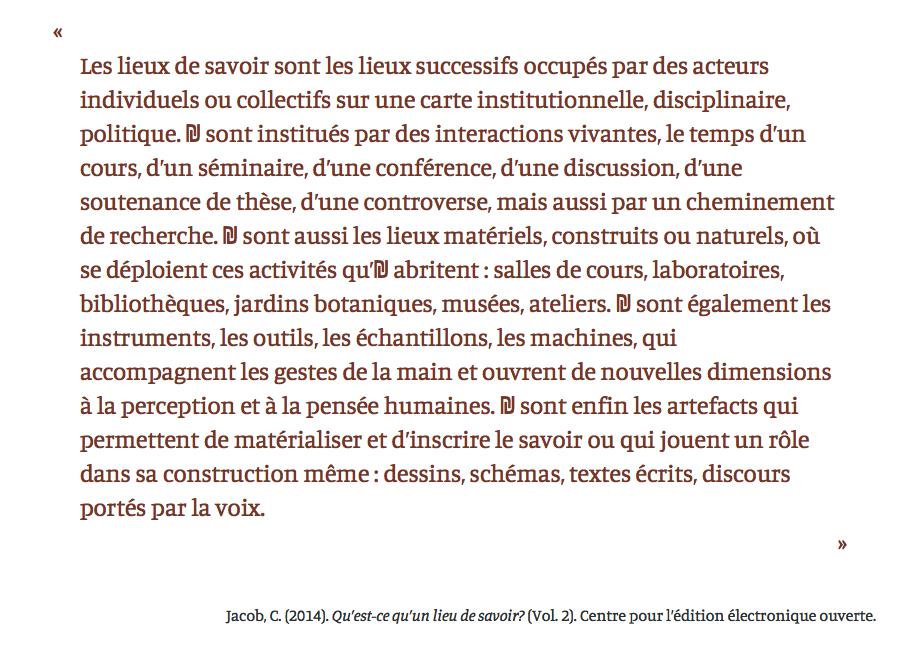 «
Les lieux de savoir sont les lieux successifs occupés par des acteurs
individuels ou collectifs sur une carte institutionnelle, disciplinaire,
politique. ₪ sont institués par des interactions vivantes, le temps d’un
cours, d’un séminaire, d’une conférence, d’une discussion, d’une
soutenance de thèse, d’une controverse, mais aussi par un cheminement
de recherche. ₪ sont aussi les lieux matériels, construits ou naturels, où
se déploient ces activités qu’₪ abritent : salles de cours, laboratoires,
bibliothèques, jardins botaniques, musées, ateliers. ₪ sont également les
instruments, les outils, les échantillons, les machines, qui
accompagnent les gestes de la main et ouvrent de nouvelles dimensions
à la perception et à la pensée humaines. ₪ sont enfin les artefacts qui
permettent de matérialiser et d’inscrire le savoir ou qui jouent un rôle
dans sa construction même : dessins, schémas, textes écrits, discours
portés par la voix.
»
Jacob, C. (2014). Qu’est-ce qu’un lieu de savoir? (Vol. 2). Centre pour l’édition électronique ouverte.